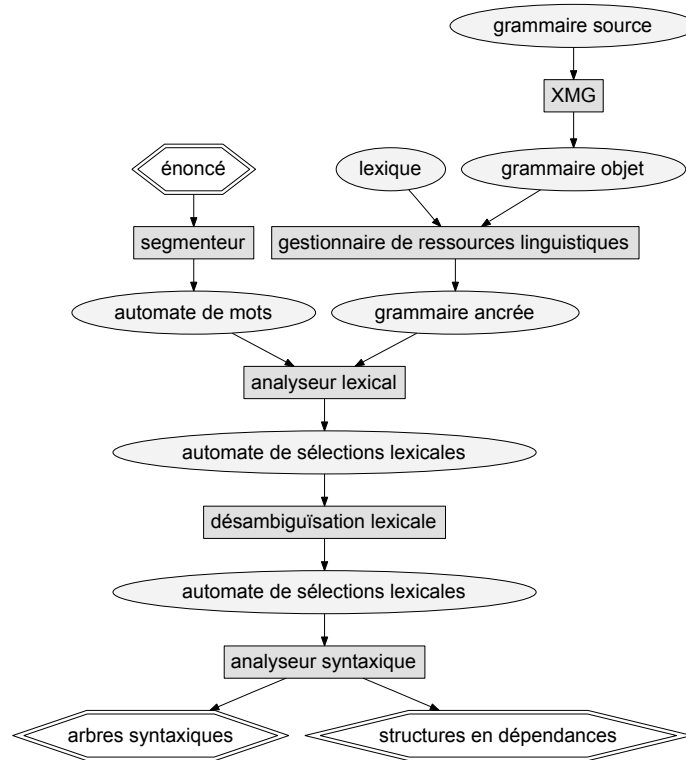 grammaire source
XMG
énoncé
lexique
grammaire objet
segmenteur
gestionnaire de ressources linguistiques
automate de mots
grammaire ancrée
analyseur lexical
automate de sélections lexicales
désambiguïsation lexicale
automate de sélections lexicales
analyseur syntaxique
arbres syntaxiques
structures en dépendances